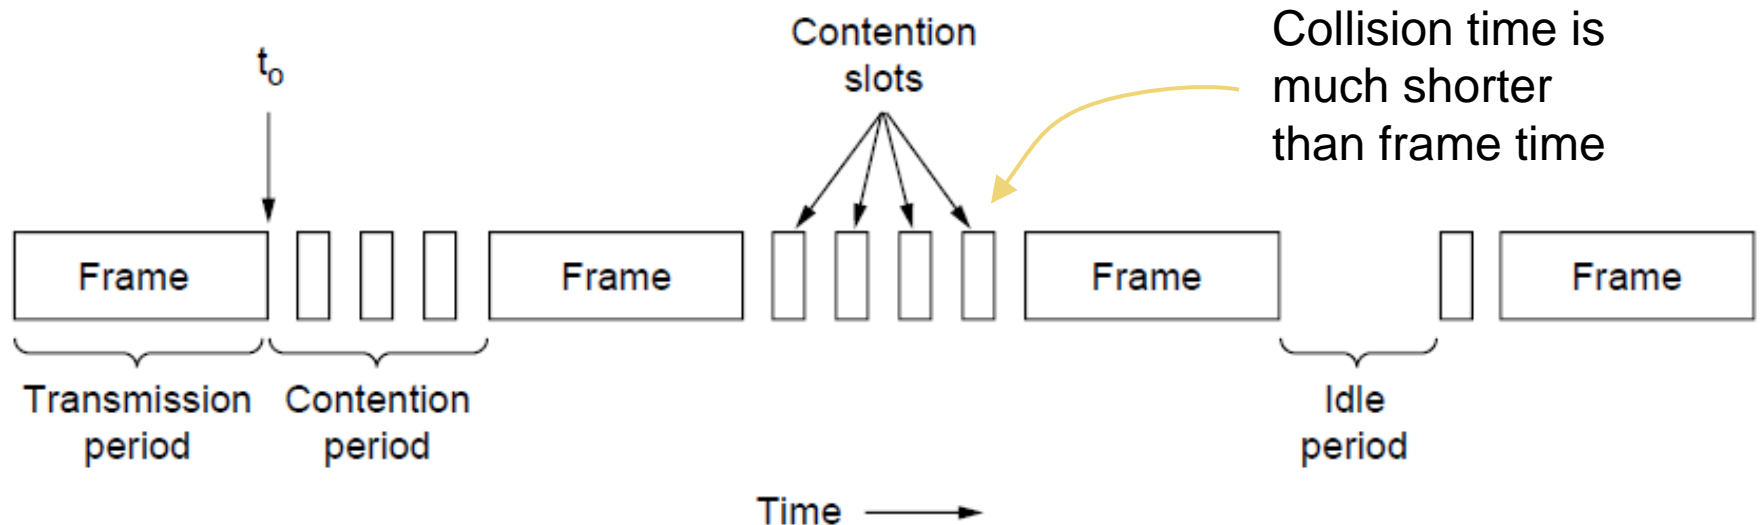 t₀
Contention
slots
Collision time is
much shorter
than frame time
Frame
Frame
Frame
Frame
Transmission
period
Contention
period
Idle
period
Time